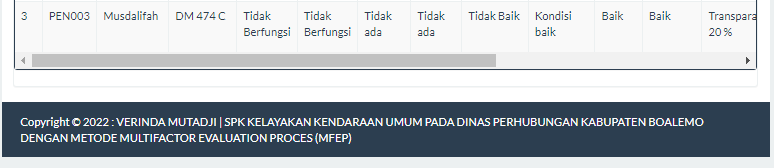 3 PEN003 Musdalifah DM 474 C Tidak Berfungsi Tidak Berfungsi Tidak ada Tidak ada Tidak Baik Kondisi baik Baik Baik Transpara 20 %
Copyright © 2022 : VERINDA MUTADJI | SPK KELAYAKAN KENDARAAN UMUM PADA DINAS PERHUBUNGAN KABUPATEN BOALEMO
DENGAN METODE MULTIFACTOR EVALUATION PROCES (MFEP)